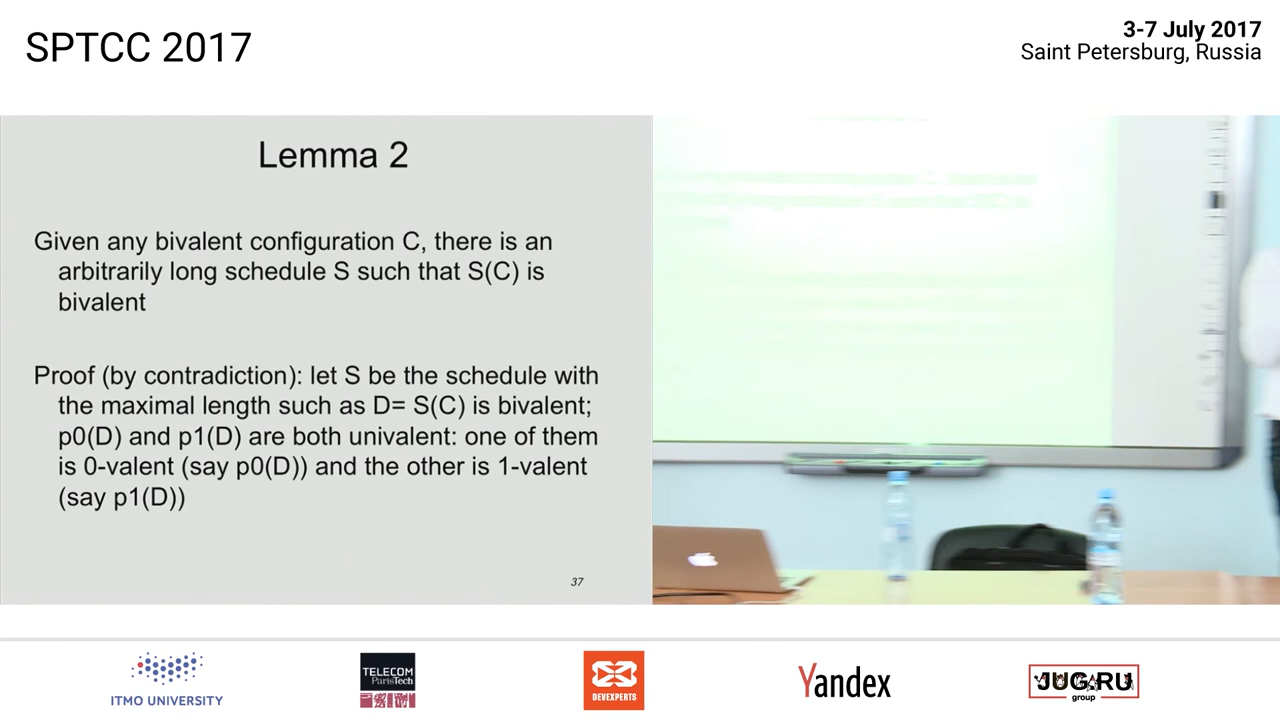 SPTCC 2017
3-7 July 2017
Saint Petersburg, Russia
Lemma 2
Given any bivalent configuration C, there is an
arbitrarily long schedule S such that S(C) is
bivalent
Proof (by contradiction): let S be the schedule with
the maximal length such as D= S(C) is bivalent;
p0(D) and p1(D) are both univalent: one of them
is 0-valent (say p0(D)) and the other is 1-valent
(say p1(D))
37
ITMO UNIVERSITY
TELECOM
ParisTech
DEVEXPERTS
Yandex
JUG.RU
group